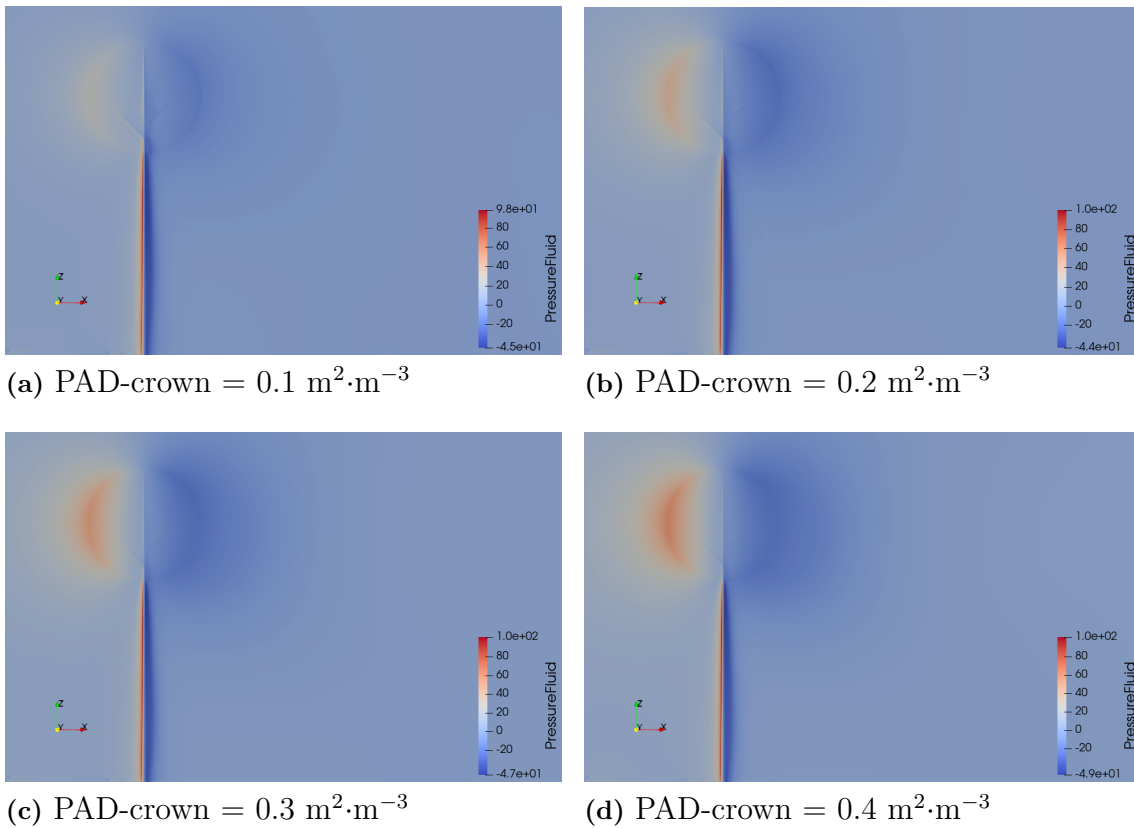 9.8e+01
80
60
40
20
0
-20
-4.5e+01
PressureFluid
Z
Y X
(a) PAD-crown = 0.1 m²·m⁻³
1.0e+02
80
60
40
20
0
-20
-4.4e+01
PressureFluid
Z
Y X
(b) PAD-crown = 0.2 m²·m⁻³
1.0e+02
80
60
40
20
0
-20
-4.7e+01
PressureFluid
Z
Y X
(c) PAD-crown = 0.3 m²·m⁻³
1.0e+02
80
60
40
20
0
-20
-4.9e+01
PressureFluid
Z
Y X
(d) PAD-crown = 0.4 m²·m⁻³